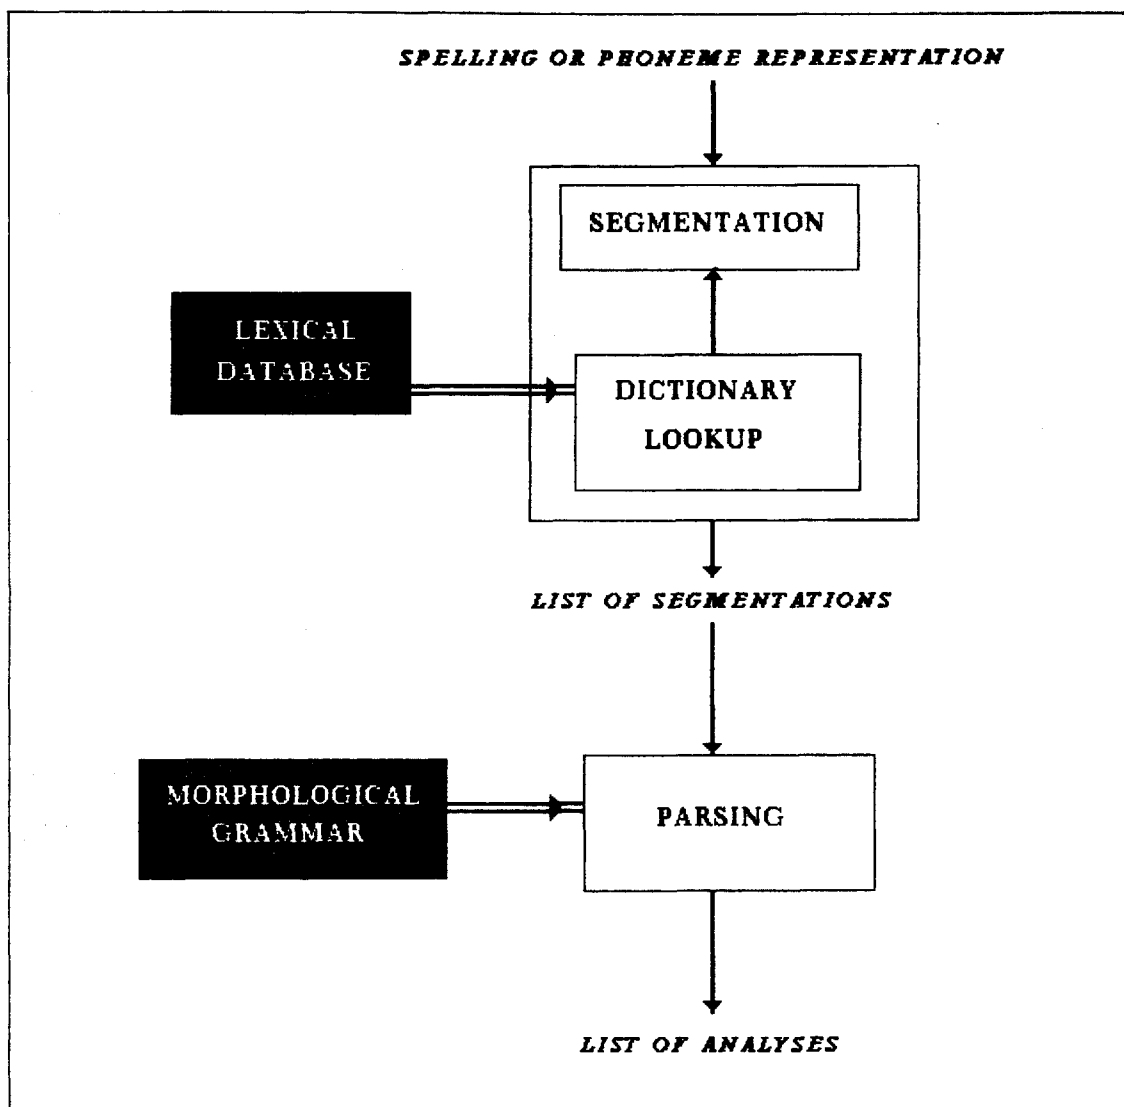 SPELLING OR PHONEME REPRESENTATION
SEGMENTATION
LEXICAL
DATABASE
DICTIONARY
LOOKUP
LIST OF SEGMENTATIONS
MORPHOLOGICAL
GRAMMAR
PARSING
LIST OF ANALYSES